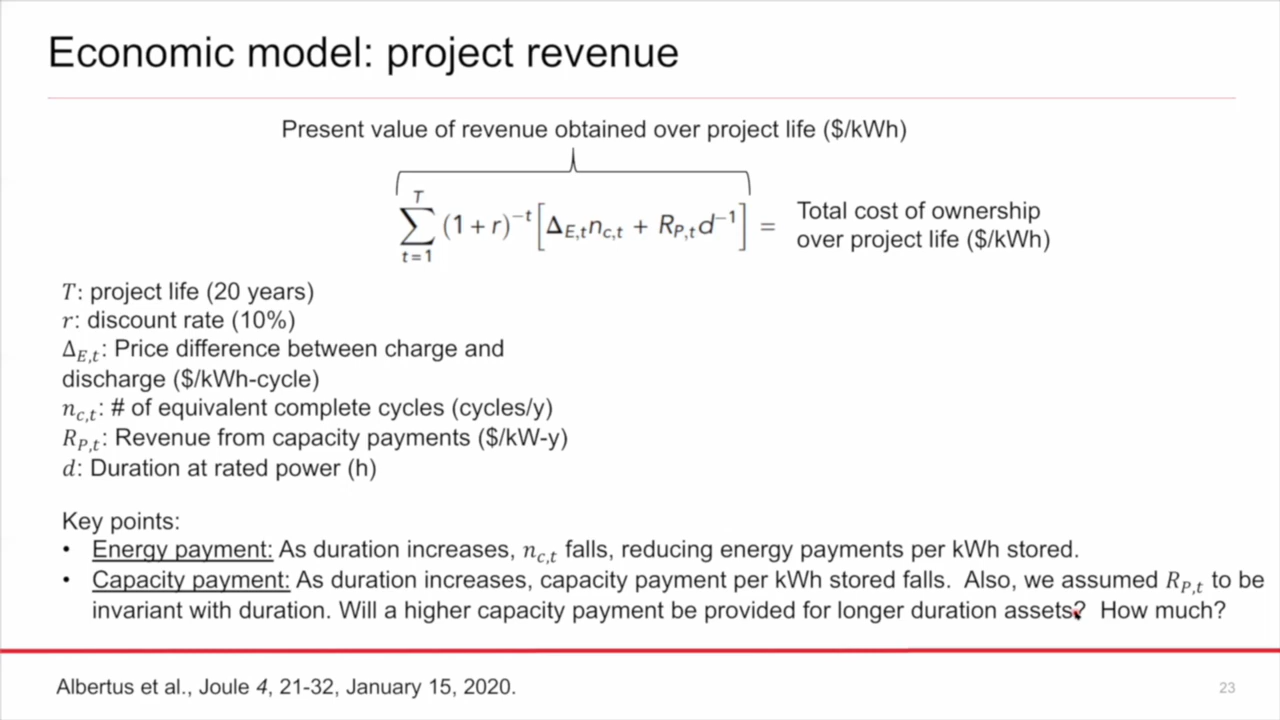 Economic model: project revenue
Present value of revenue obtained over project life ($/kWh)
$\sum_{t=1}^{T} (1+r)^{-t} \left[ \Delta_{E,t} n_{c,t} + R_{P,t} d^{-1} \right] =$ Total cost of ownership
over project life ($/kWh)
T: project life (20 years)
r: discount rate (10%)
Δ_{E,t}: Price difference between charge and
discharge ($/kWh-cycle)
n_{c,t}: # of equivalent complete cycles (cycles/y)
R_{P,t}: Revenue from capacity payments ($/kW-y)
d: Duration at rated power (h)
Key points:
• Energy payment: As duration increases, n_{c,t} falls, reducing energy payments per kWh stored.
• Capacity payment: As duration increases, capacity payment per kWh stored falls. Also, we assumed R_{P,t} to be
invariant with duration. Will a higher capacity payment be provided for longer duration assets? How much?
Albertus et al., Joule 4, 21-32, January 15, 2020.
23